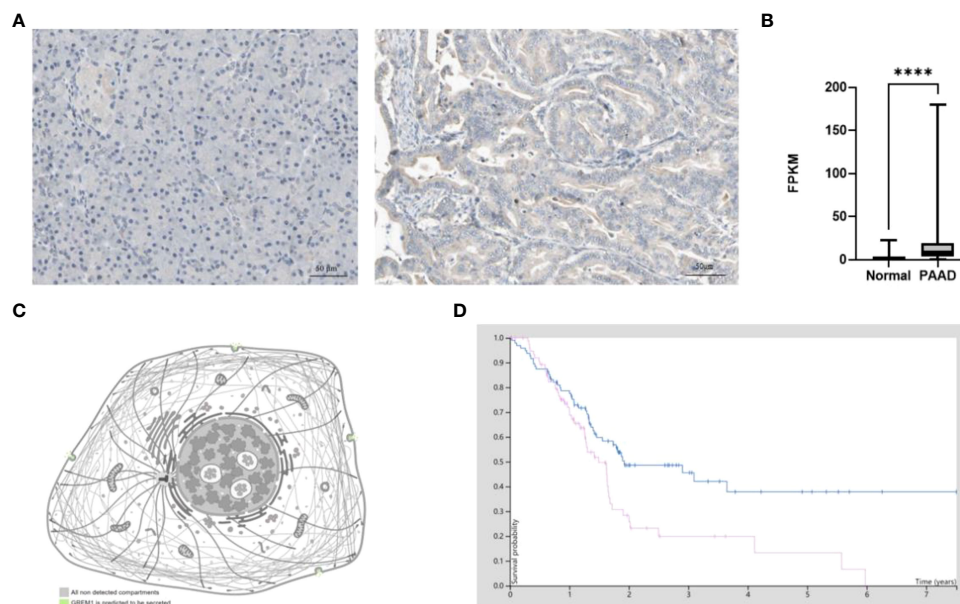 A
B
50 μm
50μm
****
FPKM
200
150
100
50
0
Normal PAAD
C
D
All non detected compartments
GREM1 is predicted to be secreted
Survival probability
1.0
0.9
0.8
0.7
0.6
0.5
0.4
0.3
0.2
0.1
0.0
Time (years)
0 1 2 3 4 5 6 7